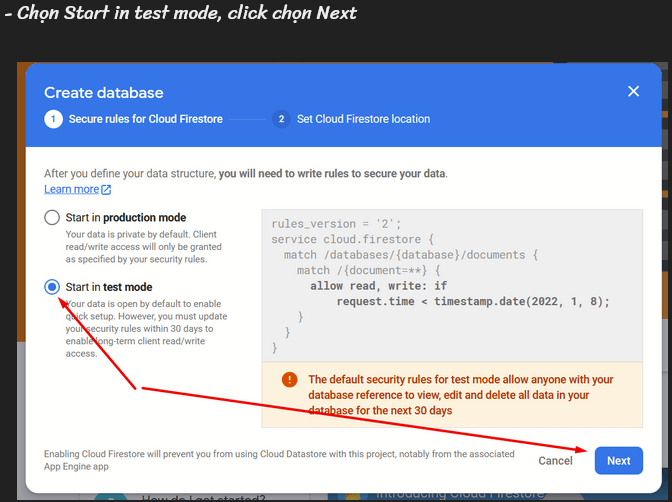 - Chọn Start in test mode, click chọn Next
Create database
1 Secure rules for Cloud Firestore
2 Set Cloud Firestore location
After you define your data structure, you will need to write rules to secure your data.
Learn more
Start in production mode
Your data is private by default. Client
read/write access will only be granted
as specified by your security rules.
Start in test mode
Your data is open by default to enable
quick setup. However, you must update
your security rules within 30 days to
enable long-term client read/write
access.
rules_version = '2';
service cloud.firestore {
match /databases/{database}/documents {
match /{document=**} {
allow read, write: if
request.time < timestamp.date(2022, 1, 8);
}
}
}
! The default security rules for test mode allow anyone with your
database reference to view, edit and delete all data in your
database for the next 30 days
Enabling Cloud Firestore will prevent you from using Cloud Datastore with this project, notably from the associated
App Engine app
Cancel
Next
How do I get started?
Introducing Cloud Firestore